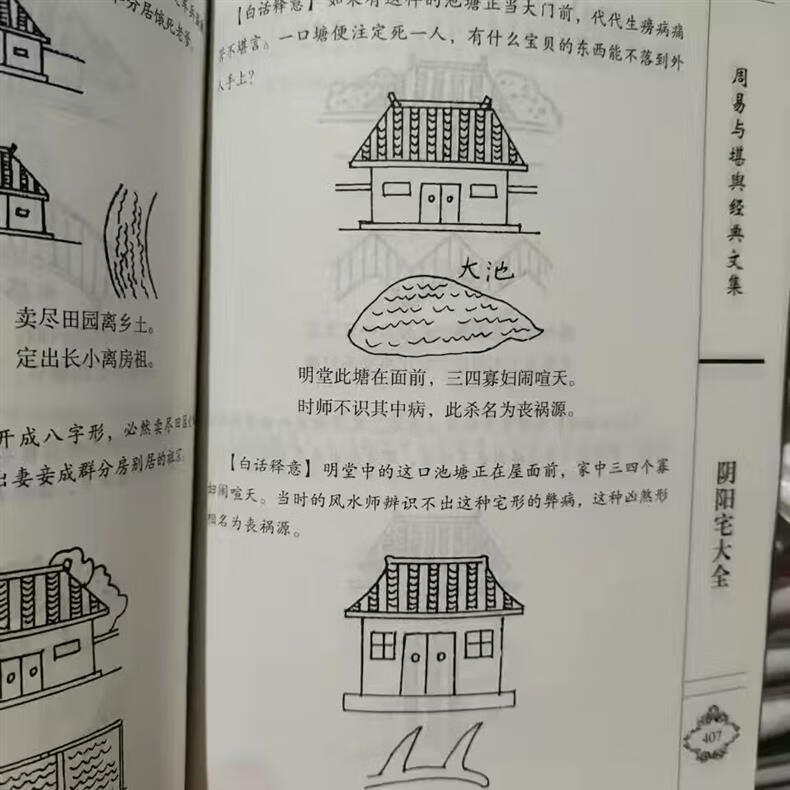 卖尽田园离乡土。
定出长小离房祖。
开成八字形，必然卖尽田
出妻妾成群分房别居的
【白话释意】如果有这种的池塘正当大门前，代代生痨病痛
苦不堪言。一口塘便注定死一人，有什么宝贝的东西能不落到外
人手上？
大池
明堂此塘在面前，三四寡妇闹喧天。
时师不识其中病，此杀名为丧祸源。
【白话释意】明堂中的这口池塘正在屋面前，家中三四个寡
妇闹喧天。当时的风水师辨识不出这种宅形的弊病，这种凶煞形
相名为丧祸源。
周易与堪舆经典文集
阴阳宅大全
407